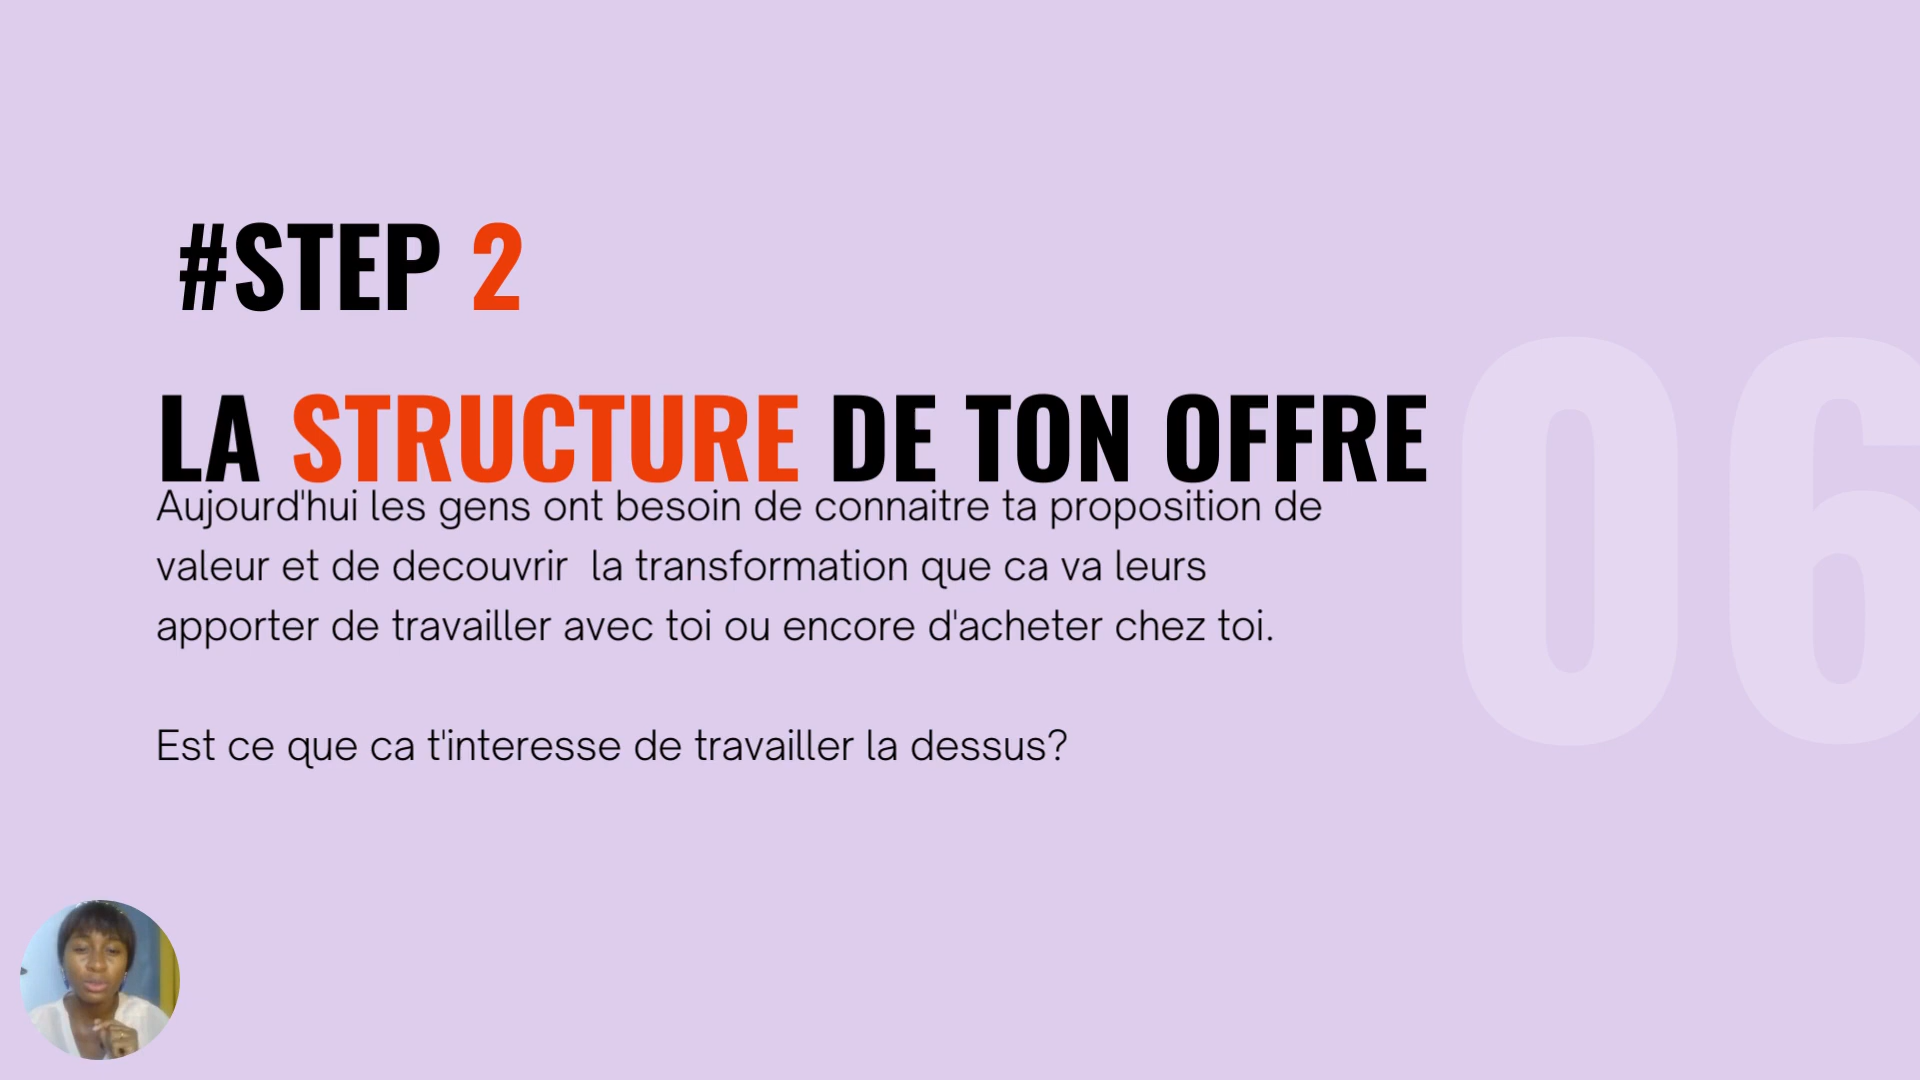 #STEP 2
LA STRUCTURE DE TON OFFRE
Aujourd'hui les gens ont besoin de connaitre ta proposition de
valeur et de decouvrir  la transformation que ca va leurs
apporter de travailler avec toi ou encore d'acheter chez toi.
Est ce que ca t'interesse de travailler la dessus?
06